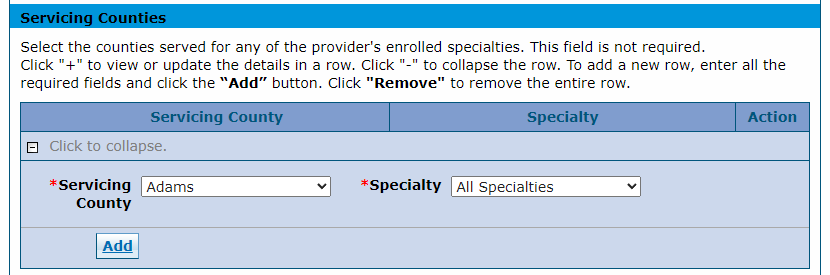 Servicing Counties
Select the counties served for any of the provider's enrolled specialties. This field is not required.
Click "+" to view or update the details in a row. Click "-" to collapse the row. To add a new row, enter all the
required fields and click the “Add” button. Click "Remove" to remove the entire row.
Servicing County Specialty Action
Click to collapse.
*Servicing County Adams *Specialty All Specialties
Add